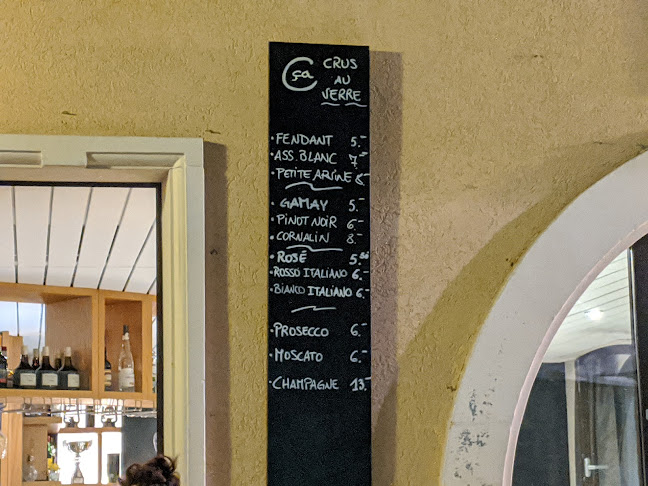 Ça
CRUS
AU
VERRE
• FENDANT 5.-
• ASS. BLANC 7.-
• PETITE ARVINE 8.-
• GAMAY 5.-
• PINOT NOIR 6.-
• CORNALIN 8.-
• ROSÉ 5.50
• ROSSO ITALIANO 6.-
• BIANCO ITALIANO 6.-
• PROSECCO 6.-
• MOSCATO 6.-
• CHAMPAGNE 13.-